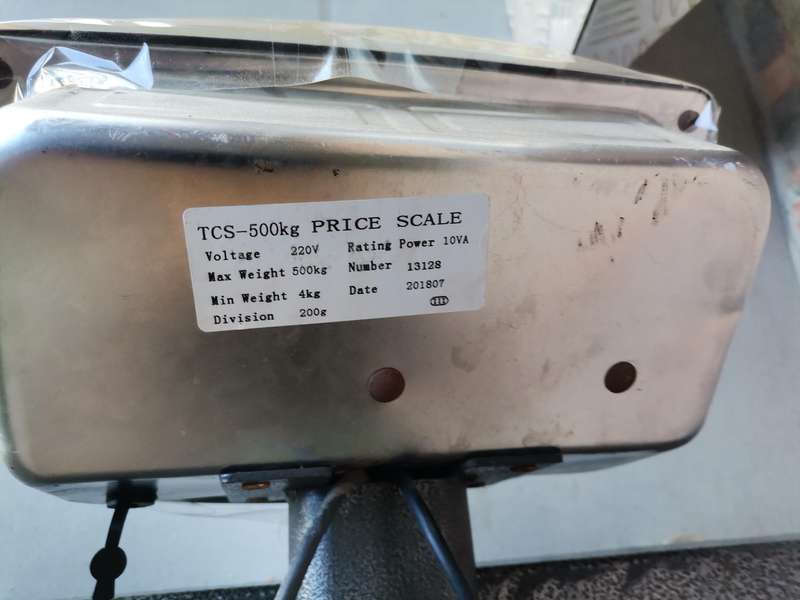 TCS-500kg PRICE SCALE
Voltage 220V Rating Power 10VA
Max Weight 500kg Number 13128
Min Weight 4kg Date 201807
Division 200g